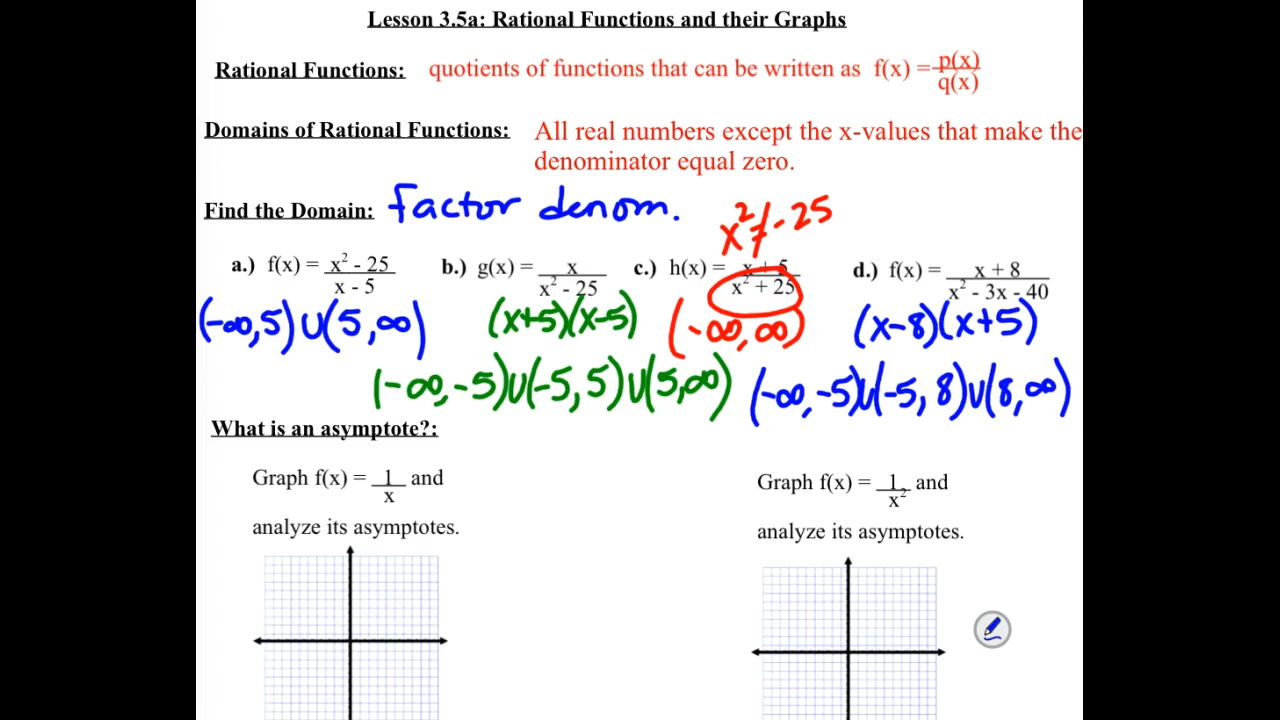 Lesson 3.5a: Rational Functions and their Graphs
Rational Functions: quotients of functions that can be written as f(x) = p(x)/q(x)
Domains of Rational Functions: All real numbers except the x-values that make the
denominator equal zero.
Find the Domain: factor denom.
x² ≠ -25
a.) f(x) = x² - 25 / x - 5 b.) g(x) = x / x² - 25 c.) h(x) = x + 5 / x² + 25 d.) f(x) = x + 8 / x² - 3x - 40
(-∞,5)∪(5,∞) (x+5)(x-5) (-∞,∞) (x-8)(x+5)
(-∞,-5)∪(-5,5)∪(5,∞) (-∞,-5)∪(-5,8)∪(8,∞)
What is an asymptote?:
Graph f(x) = 1/x and
analyze its asymptotes.
Graph f(x) = 1/x² and
analyze its asymptotes.